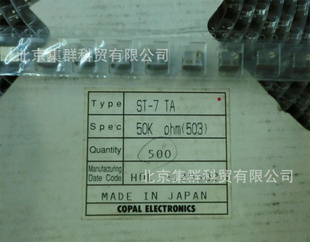 北京集群科贸有限公司
Type ST-7 TA
Spec 50K ohm(503)
Quantity 500
Manufacturing
Date Code
北京集群科贸有限公司
MADE IN JAPAN
COPAL ELECTRONICS